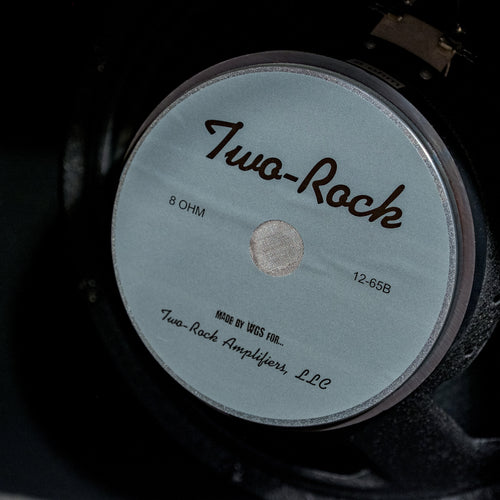 Two-Rock
8 OHM
12-65B
MADE BY WGS FOR...
Two-Rock Amplifiers, LLC